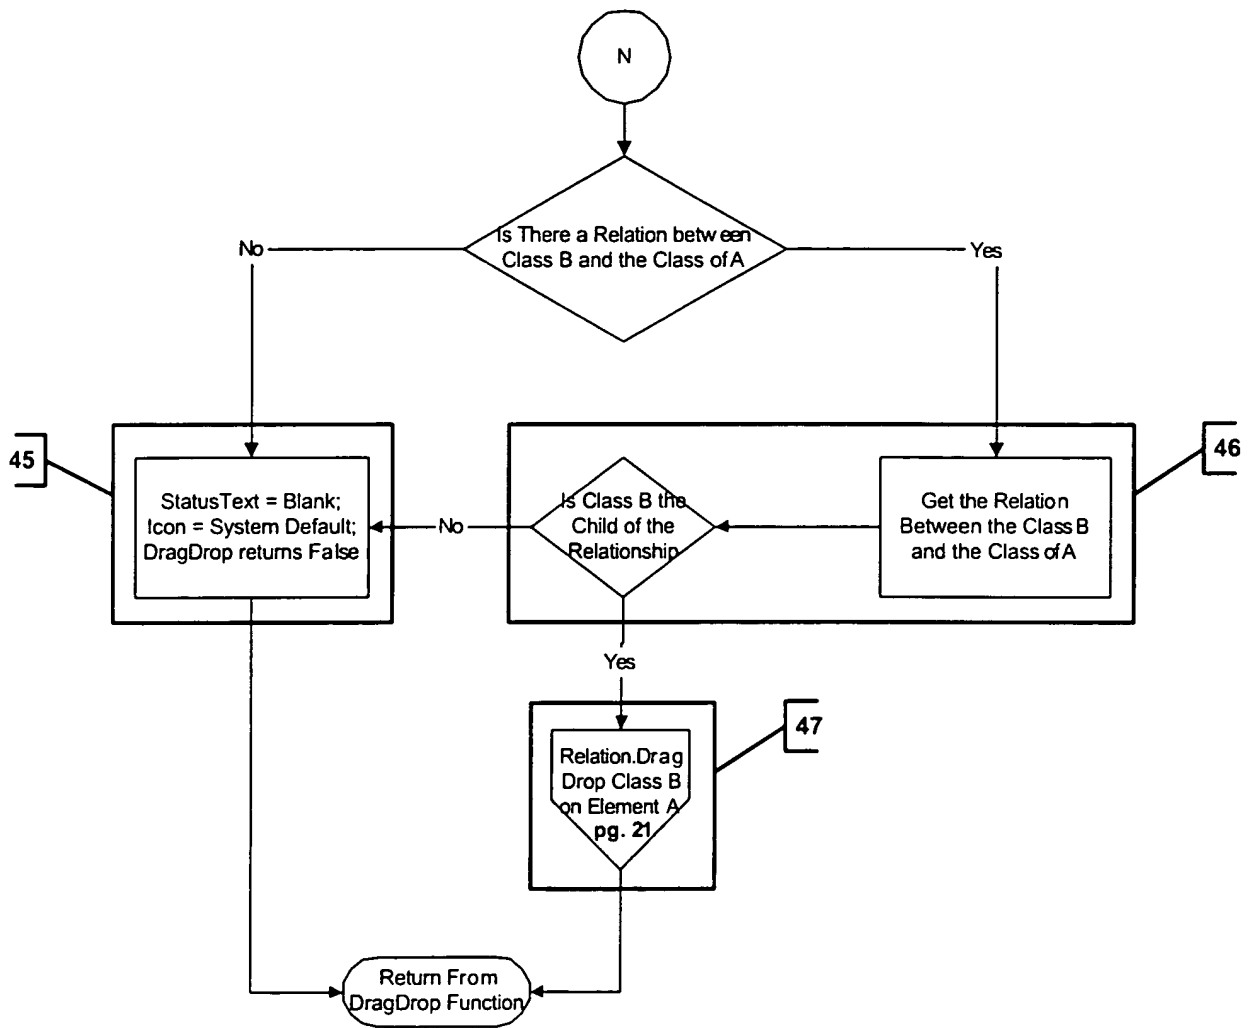 N
Is There a Relation between
Class B and the Class of A
No
Yes
45
StatusText = Blank;
Icon = System Default;
DragDrop returns False
No
Is Class B the
Child of the
Relationship
Get the Relation
Between the Class B
and the Class of A
46
Yes
Relation.Drag
Drop Class B
on Element A
pg. 21
47
Return From
DragDrop Function